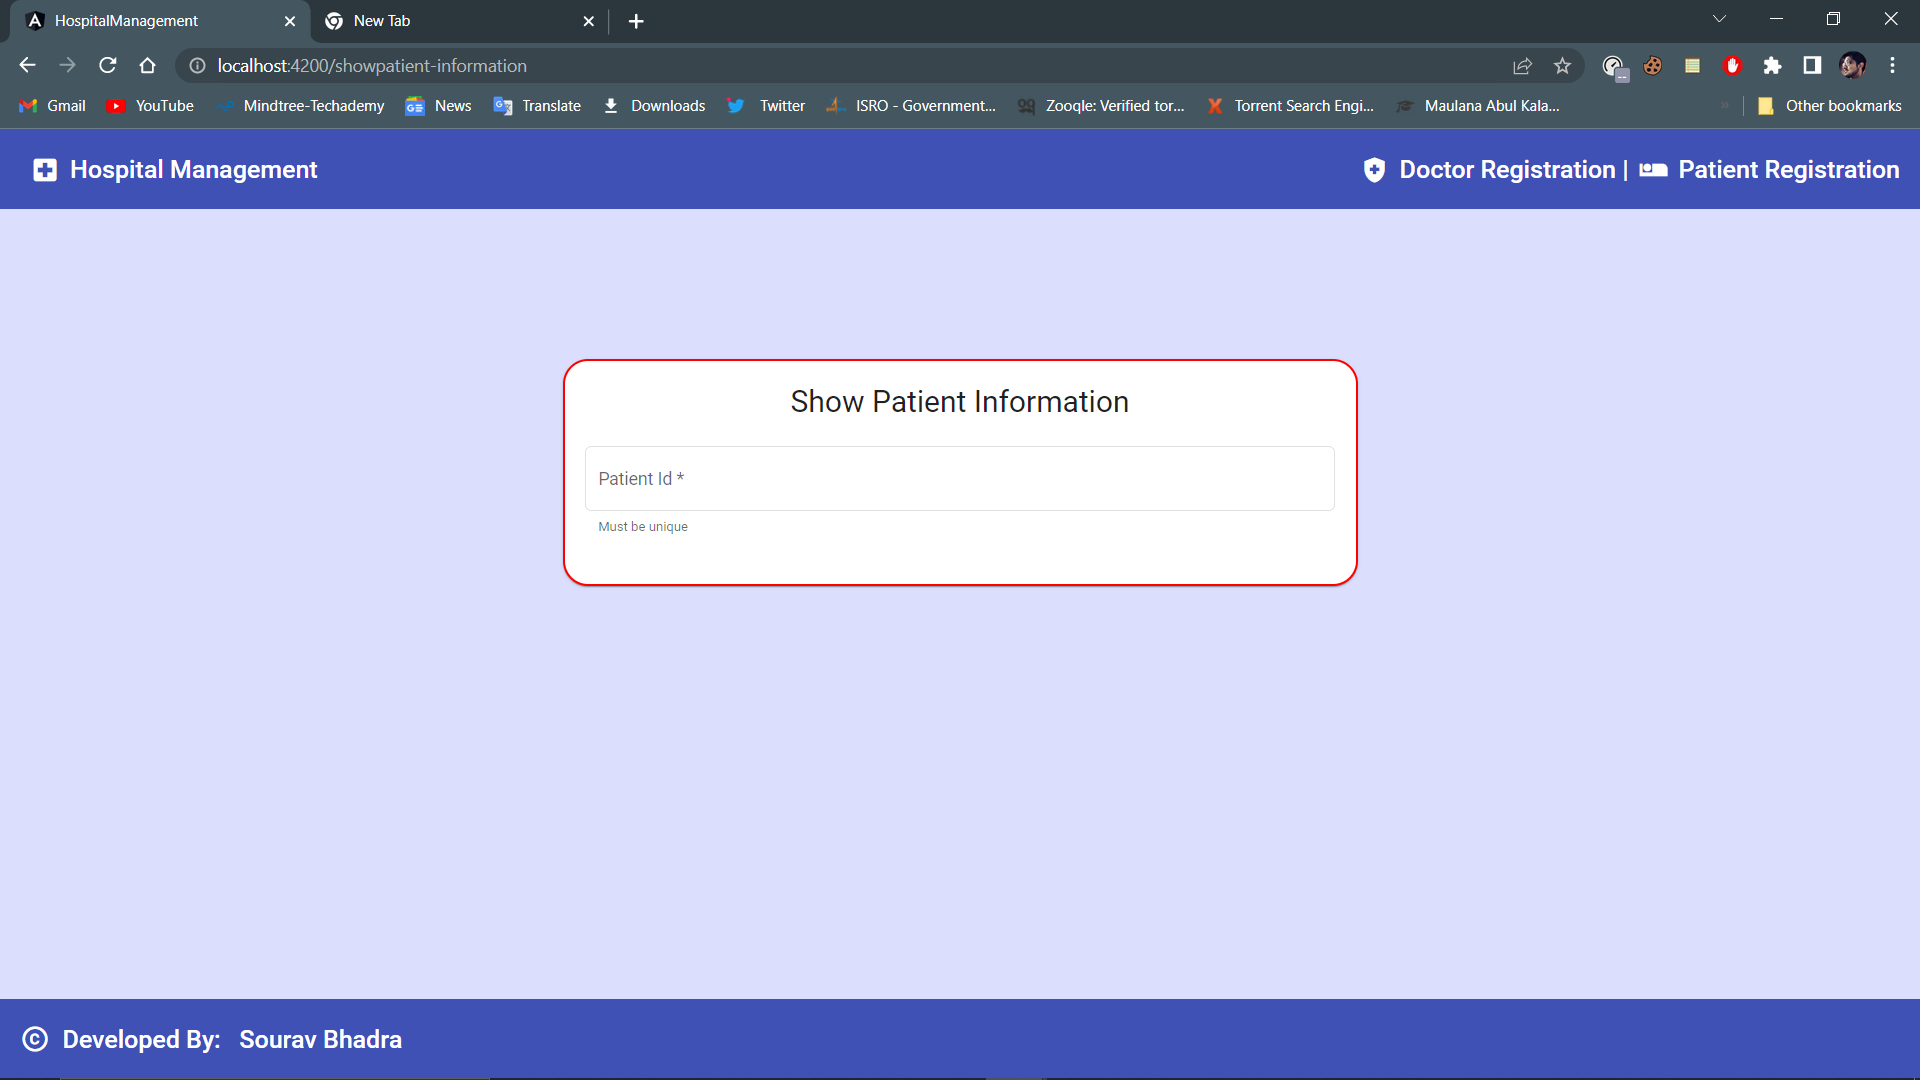 HospitalManagement
New Tab
localhost:4200/showpatient-information
Gmail
YouTube
Mindtree-Techademy
News
Translate
Downloads
Twitter
ISRO - Government...
Zooqle: Verified tor...
Torrent Search Engi...
Maulana Abul Kala...
Other bookmarks
Hospital Management
Doctor Registration | Patient Registration
Show Patient Information
Patient Id *
Must be unique
© Developed By: Sourav Bhadra